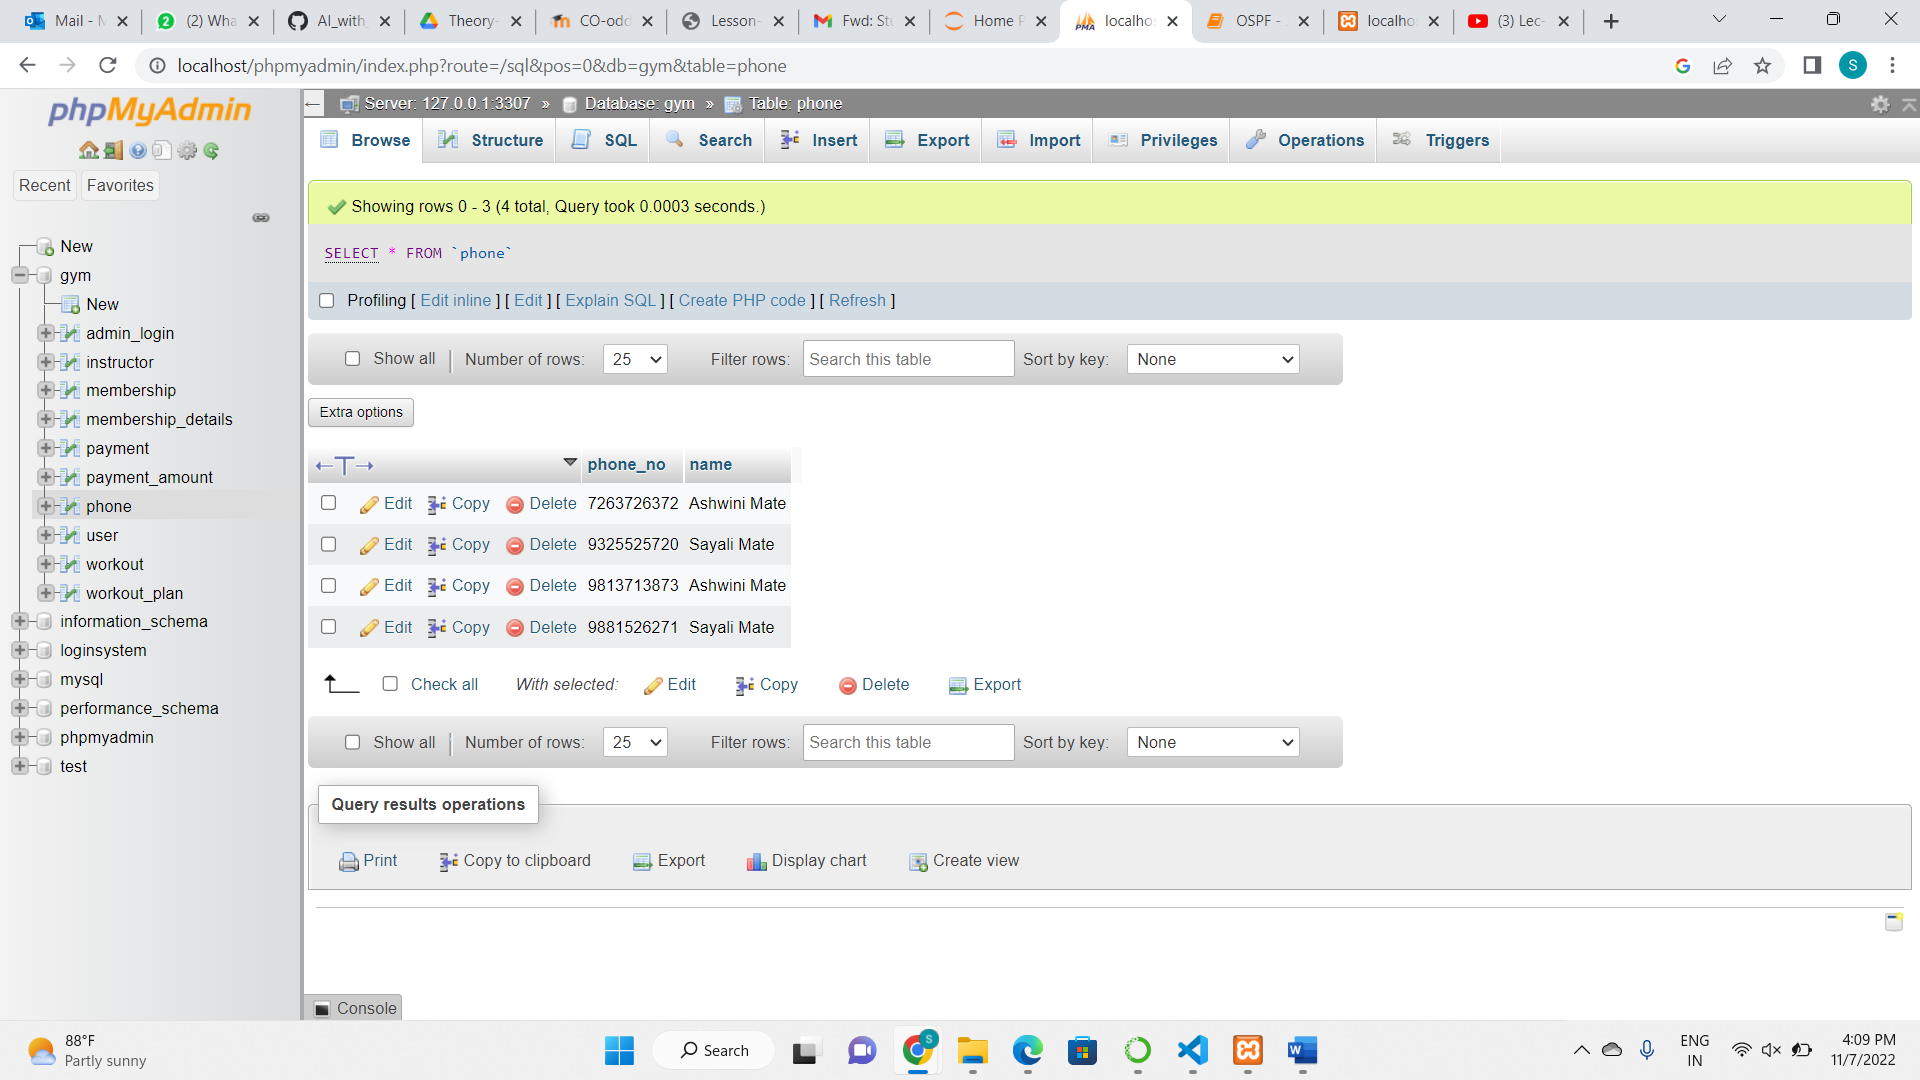 Mail - M
(2) Wha
AI_with_
Theory-
CO-odd
Lesson-
Fwd: Stu
Home P
localhos
OSPF -
localhos
(3) Lec-
localhost/phpmyadmin/index.php?route=/sql&pos=0&db=gym&table=phone
S
phpMyAdmin
Recent
Favorites
New
gym
New
admin_login
instructor
membership
membership_details
payment
payment_amount
phone
user
workout
workout_plan
information_schema
loginsystem
mysql
performance_schema
phpmyadmin
test
Server: 127.0.0.1:3307 » Database: gym » Table: phone
Browse Structure SQL Search Insert Export Import Privileges Operations Triggers
Showing rows 0 - 3 (4 total, Query took 0.0003 seconds.)
SELECT * FROM `phone`
Profiling [ Edit inline ] [ Edit ] [ Explain SQL ] [ Create PHP code ] [ Refresh ]
Show all | Number of rows: 25 Filter rows: Search this table Sort by key: None
Extra options
←T→ phone_no name
Edit Copy Delete 7263726372 Ashwini Mate
Edit Copy Delete 9325525720 Sayali Mate
Edit Copy Delete 9813713873 Ashwini Mate
Edit Copy Delete 9881526271 Sayali Mate
Check all With selected: Edit Copy Delete Export
Show all | Number of rows: 25 Filter rows: Search this table Sort by key: None
Query results operations
Print Copy to clipboard Export Display chart Create view
Console
88°F
Partly sunny
Search
S
ENG
IN
4:09 PM
11/7/2022